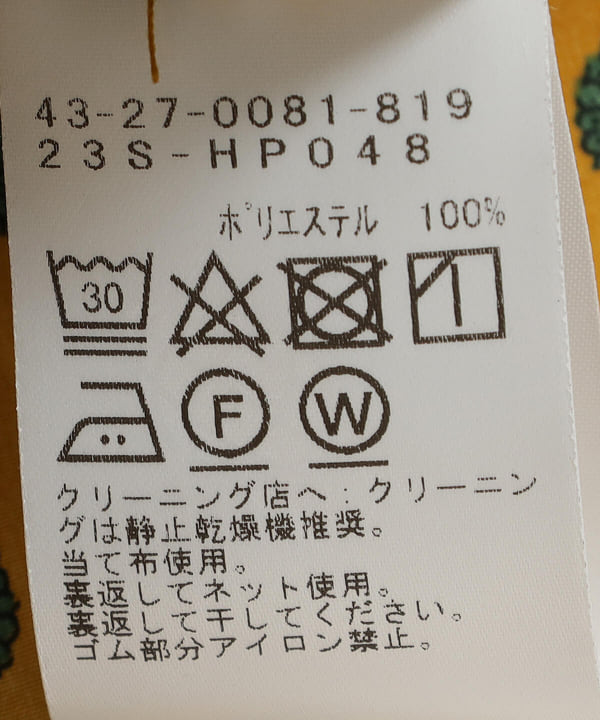 43-27-0081-819
23S-HP048
ポリエステル 100%
30
F W
クリーニング店へ：クリーニン
グは静止乾燥機推奨。
当て布使用。
裏返してネット使用。
裏返して干してください。
ゴム部分アイロン禁止。